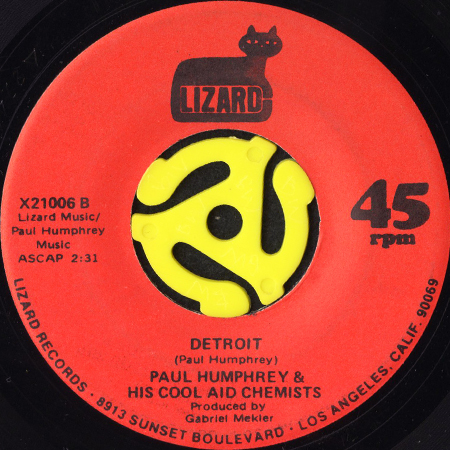 LIZARD
X21006 B
Lizard Music/
Paul Humphrey
Music
ASCAP 2:31
45
rpm
DETROIT
(Paul Humphrey)
PAUL HUMPHREY &
HIS COOL AID CHEMISTS
Produced by
Gabriel Mekler
LIZARD RECORDS · 8913 SUNSET BOULEVARD · LOS ANGELES, CALIF. 90069